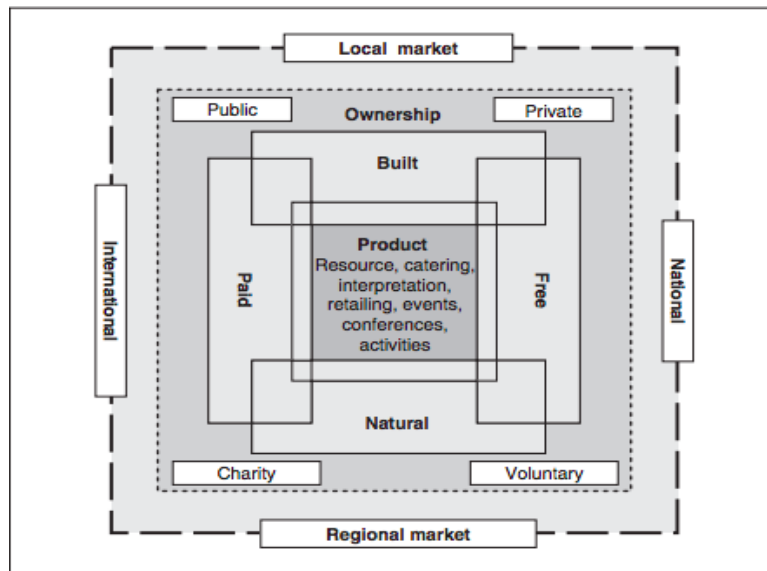 Local market
Public
Ownership
Private
Built
International
Paid
Product
Resource, catering,
interpretation,
retailing, events,
conferences,
activities
Free
National
Natural
Charity
Voluntary
Regional market